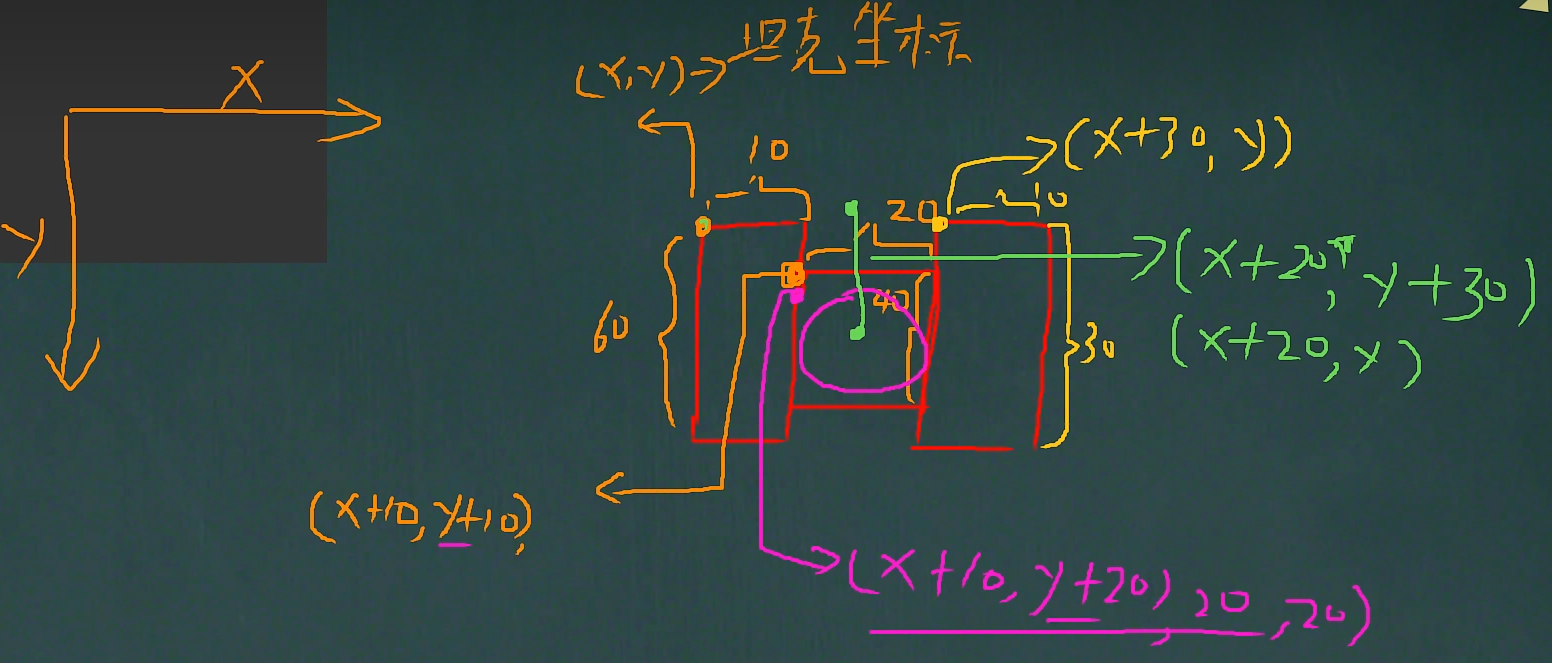 (x,y)→坦克坐标
X
y
10
(x+30, y)
10
20
(x+20, y+30)
(x+20, y)
40
60
30
(x+10, y+10)
(x+10, y+20) 20, 20)